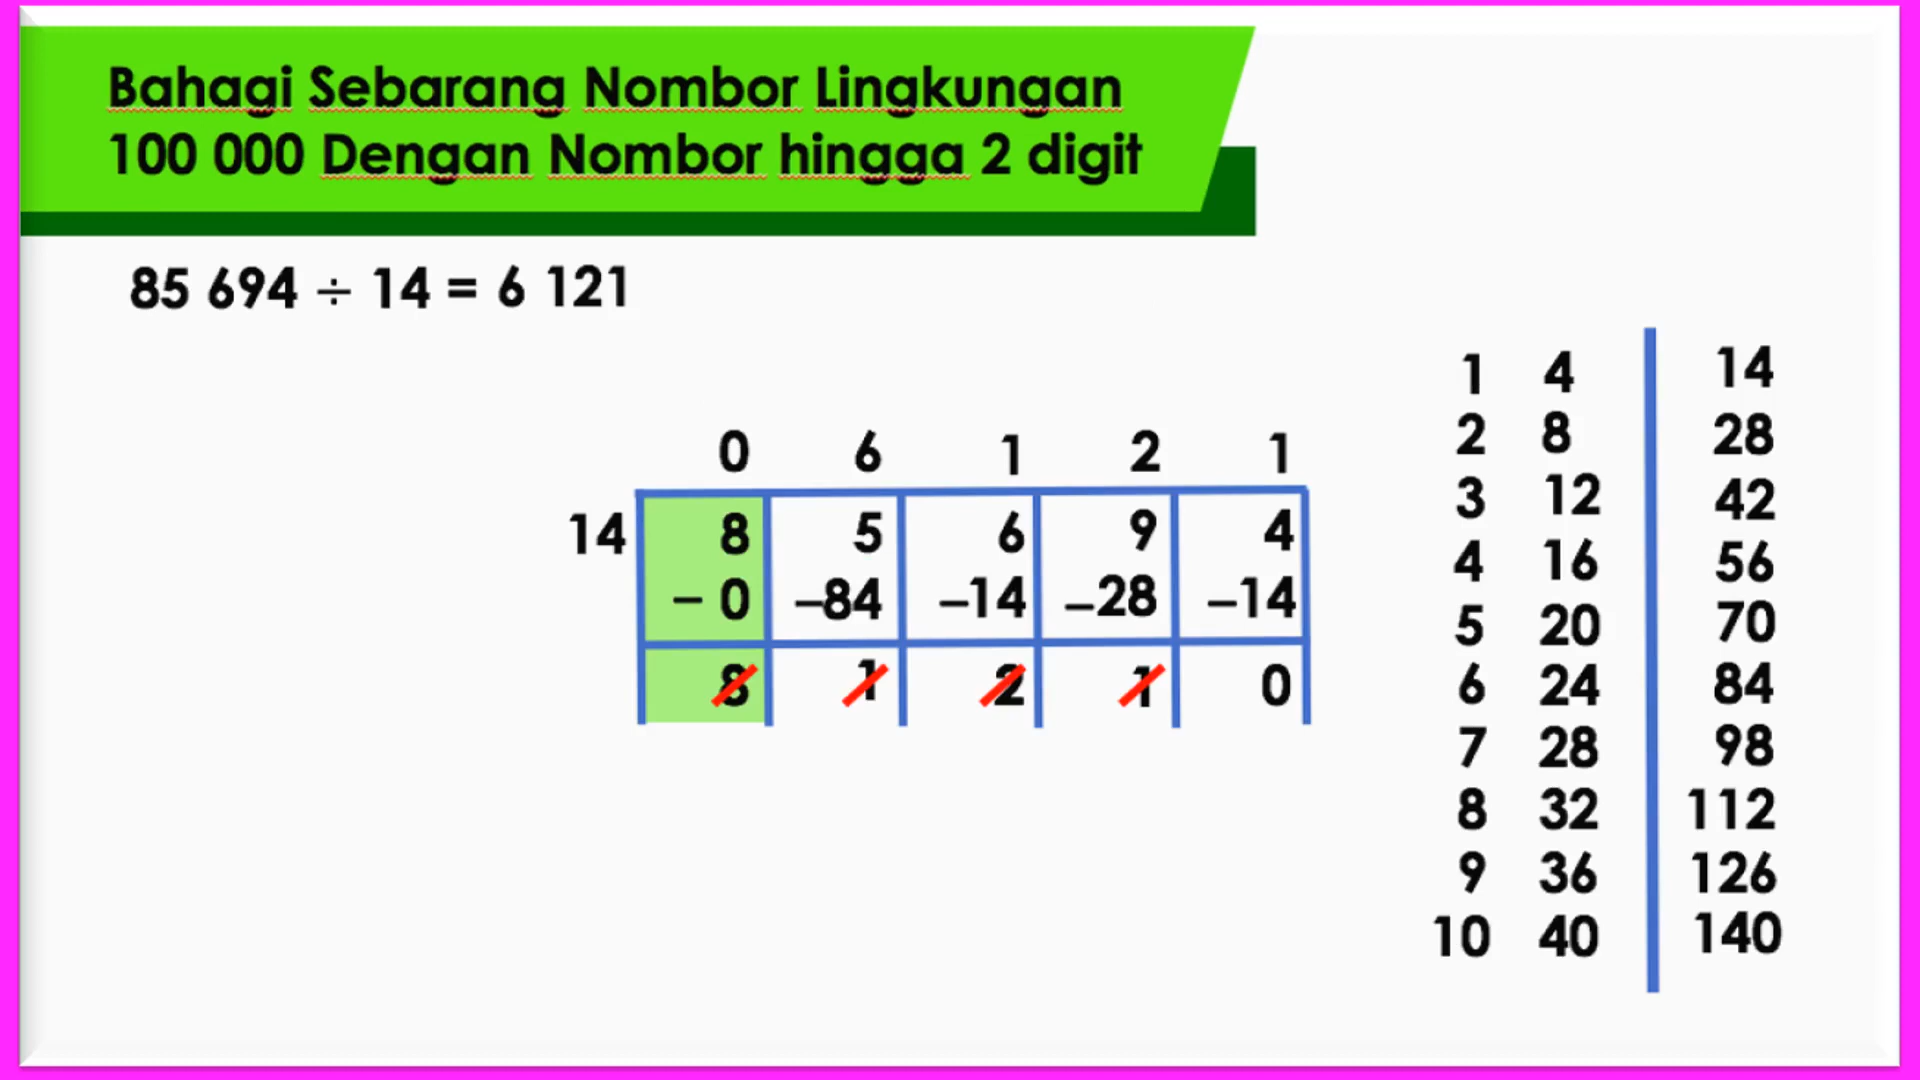 Bahagi Sebarang Nombor Lingkungan
100 000 Dengan Nombor hingga 2 digit
85 694 ÷ 14 = 6 121
0 6 1 2 1
14 8 5 6 9 4
– 0 –84 –14 –28 –14
8 1 2 1 0
1 4 14
2 8 28
3 12 42
4 16 56
5 20 70
6 24 84
7 28 98
8 32 112
9 36 126
10 40 140